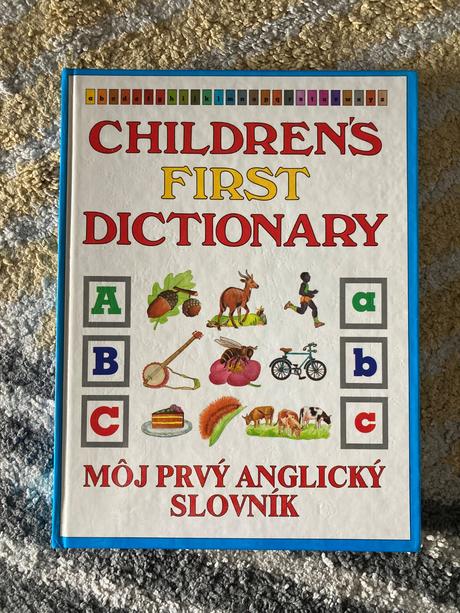 a b c d e f g h i j k l m n o p q r s t u v w x y z
CHILDREN'S
FIRST
DICTIONARY
A a
B b
C c
MÔJ PRVÝ ANGLICKÝ
SLOVNÍK